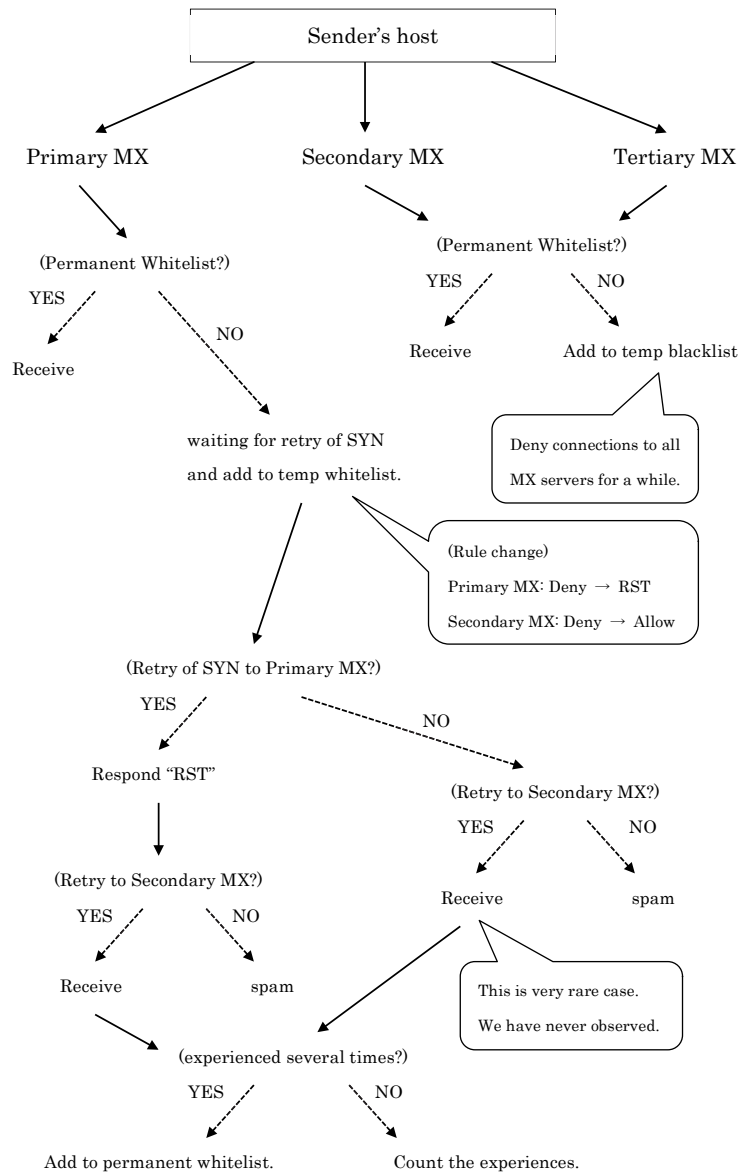 Sender’s host
Primary MX
Secondary MX
Tertiary MX
(Permanent Whitelist?)
(Permanent Whitelist?)
YES
NO
YES
NO
Receive
Receive
Add to temp blacklist
waiting for retry of SYN
and add to temp whitelist.
Deny connections to all
MX servers for a while.
(Rule change)
Primary MX: Deny → RST
Secondary MX: Deny → Allow
(Retry of SYN to Primary MX?)
YES
NO
Respond “RST”
(Retry to Secondary MX?)
YES
NO
(Retry to Secondary MX?)
Receive
spam
YES
NO
Receive
spam
This is very rare case.
We have never observed.
(experienced several times?)
YES
NO
Add to permanent whitelist.
Count the experiences.